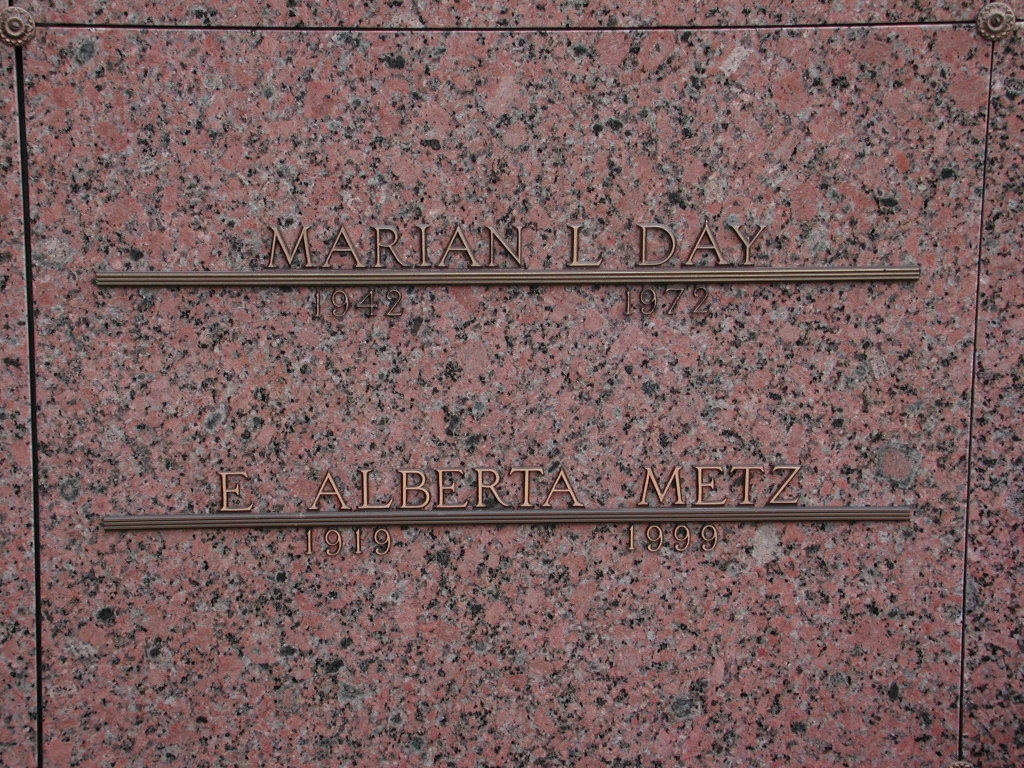 MARIAN L DAY
1942 1972
E ALBERTA METZ
1919 1999